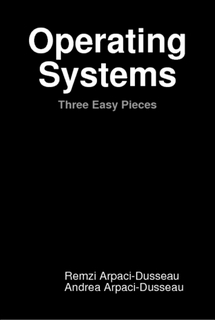 Operating
Systems
Three Easy Pieces
Remzi Arpaci-Dusseau
Andrea Arpaci-Dusseau